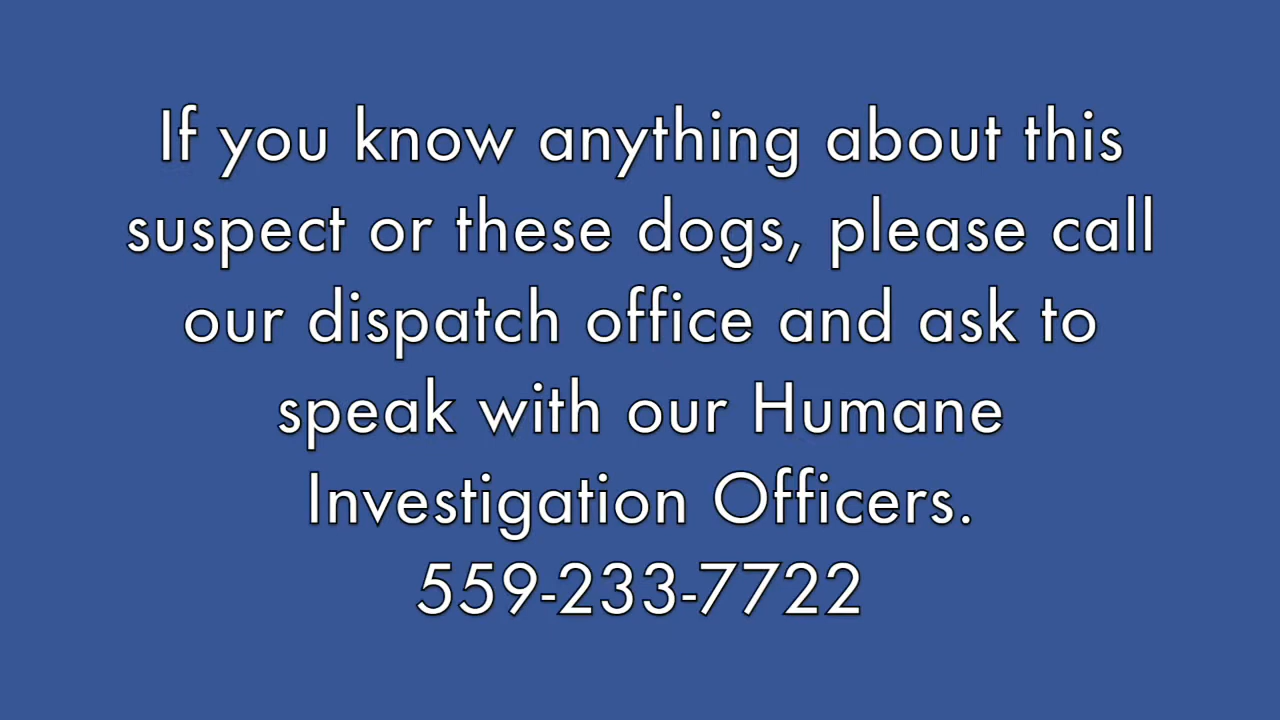 If you know anything about this
suspect or these dogs, please call
our dispatch office and ask to
speak with our Humane
Investigation Officers.
559-233-7722